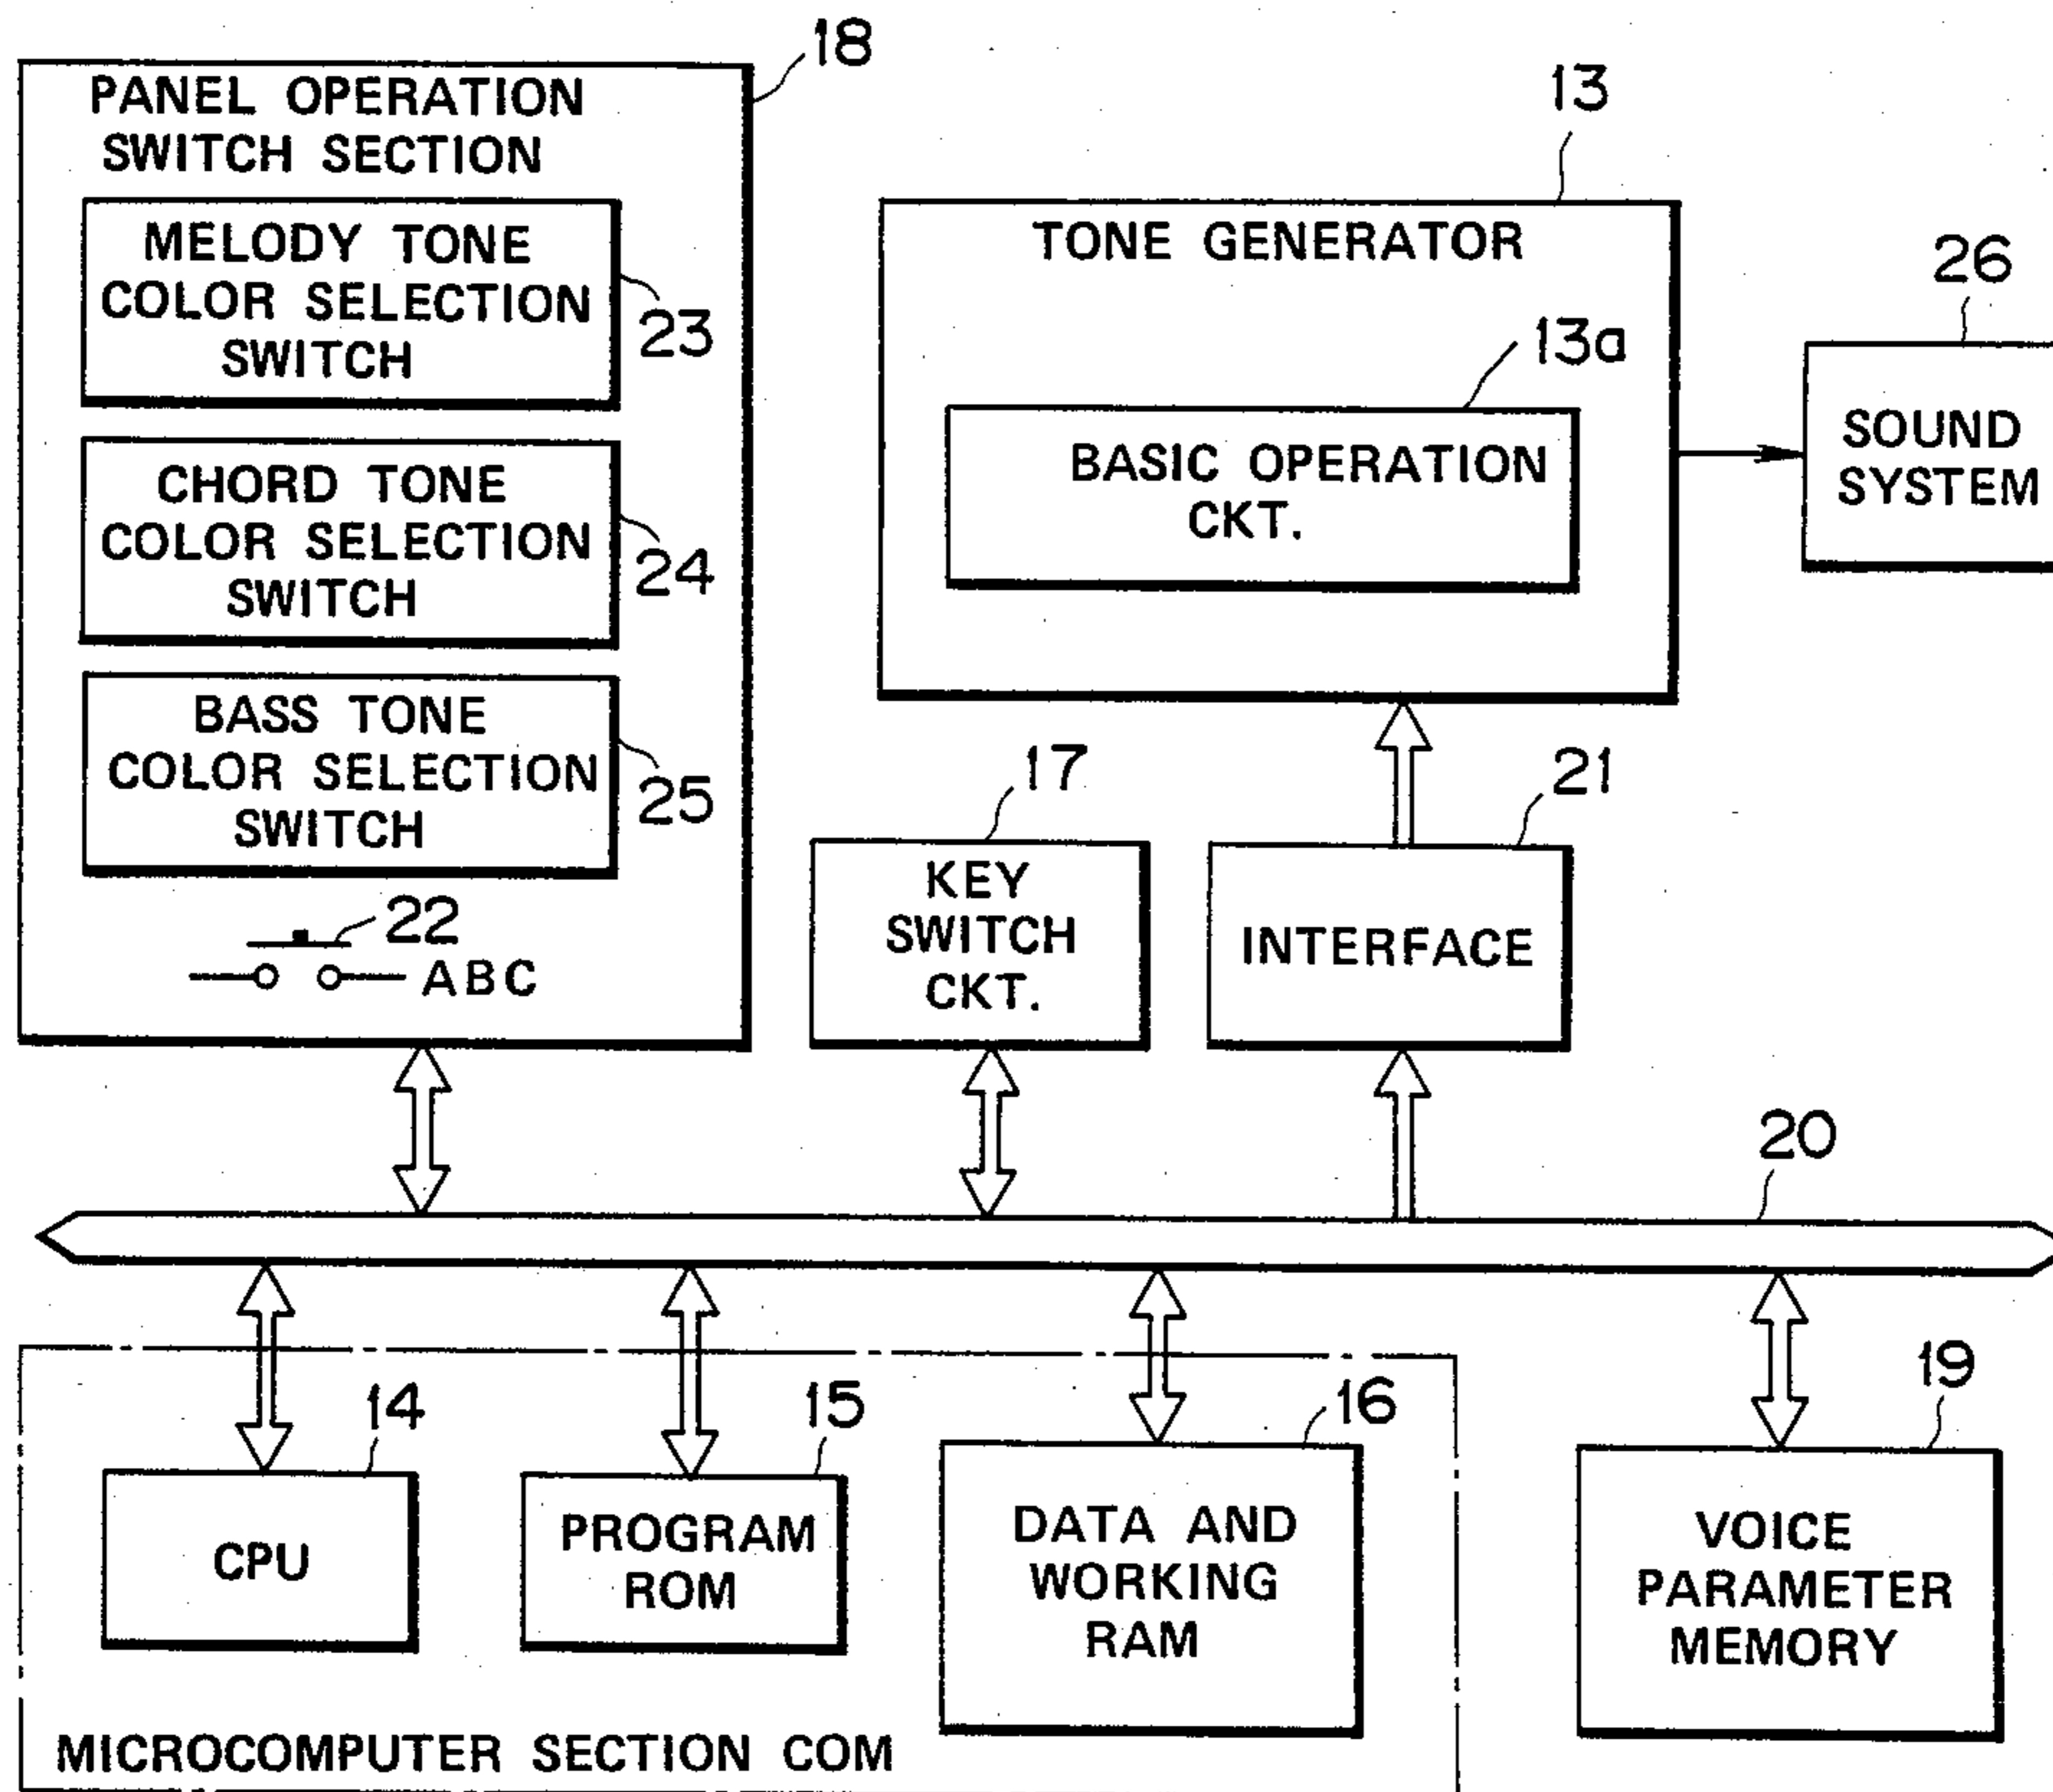 18
PANEL OPERATION
SWITCH SECTION
MELODY TONE
COLOR SELECTION
SWITCH
23
CHORD TONE
COLOR SELECTION
SWITCH
24
BASS TONE
COLOR SELECTION
SWITCH
25
22
ABC
13
TONE GENERATOR
13a
BASIC OPERATION
CKT.
26
SOUND
SYSTEM
17
KEY
SWITCH
CKT.
21
INTERFACE
20
14
CPU
15
PROGRAM
ROM
16
DATA AND
WORKING
RAM
19
VOICE
PARAMETER
MEMORY
MICROCOMPUTER SECTION COM